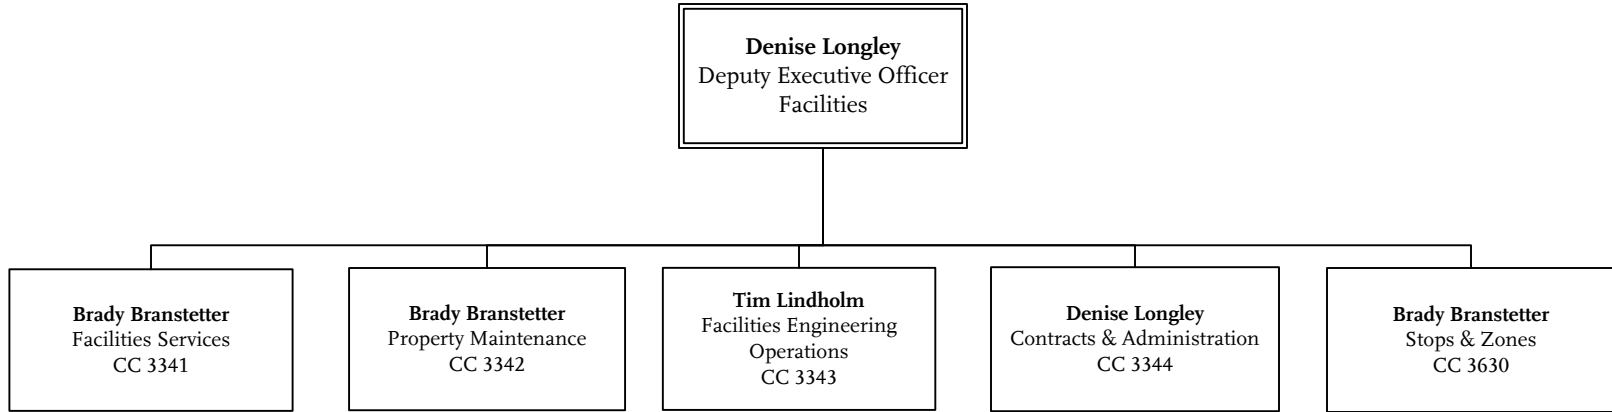 Denise Longley
Deputy Executive Officer
Facilities
Brady Branstetter
Facilities Services
CC 3341
Brady Branstetter
Property Maintenance
CC 3342
Tim Lindholm
Facilities Engineering
Operations
CC 3343
Denise Longley
Contracts & Administration
CC 3344
Brady Branstetter
Stops & Zones
CC 3630